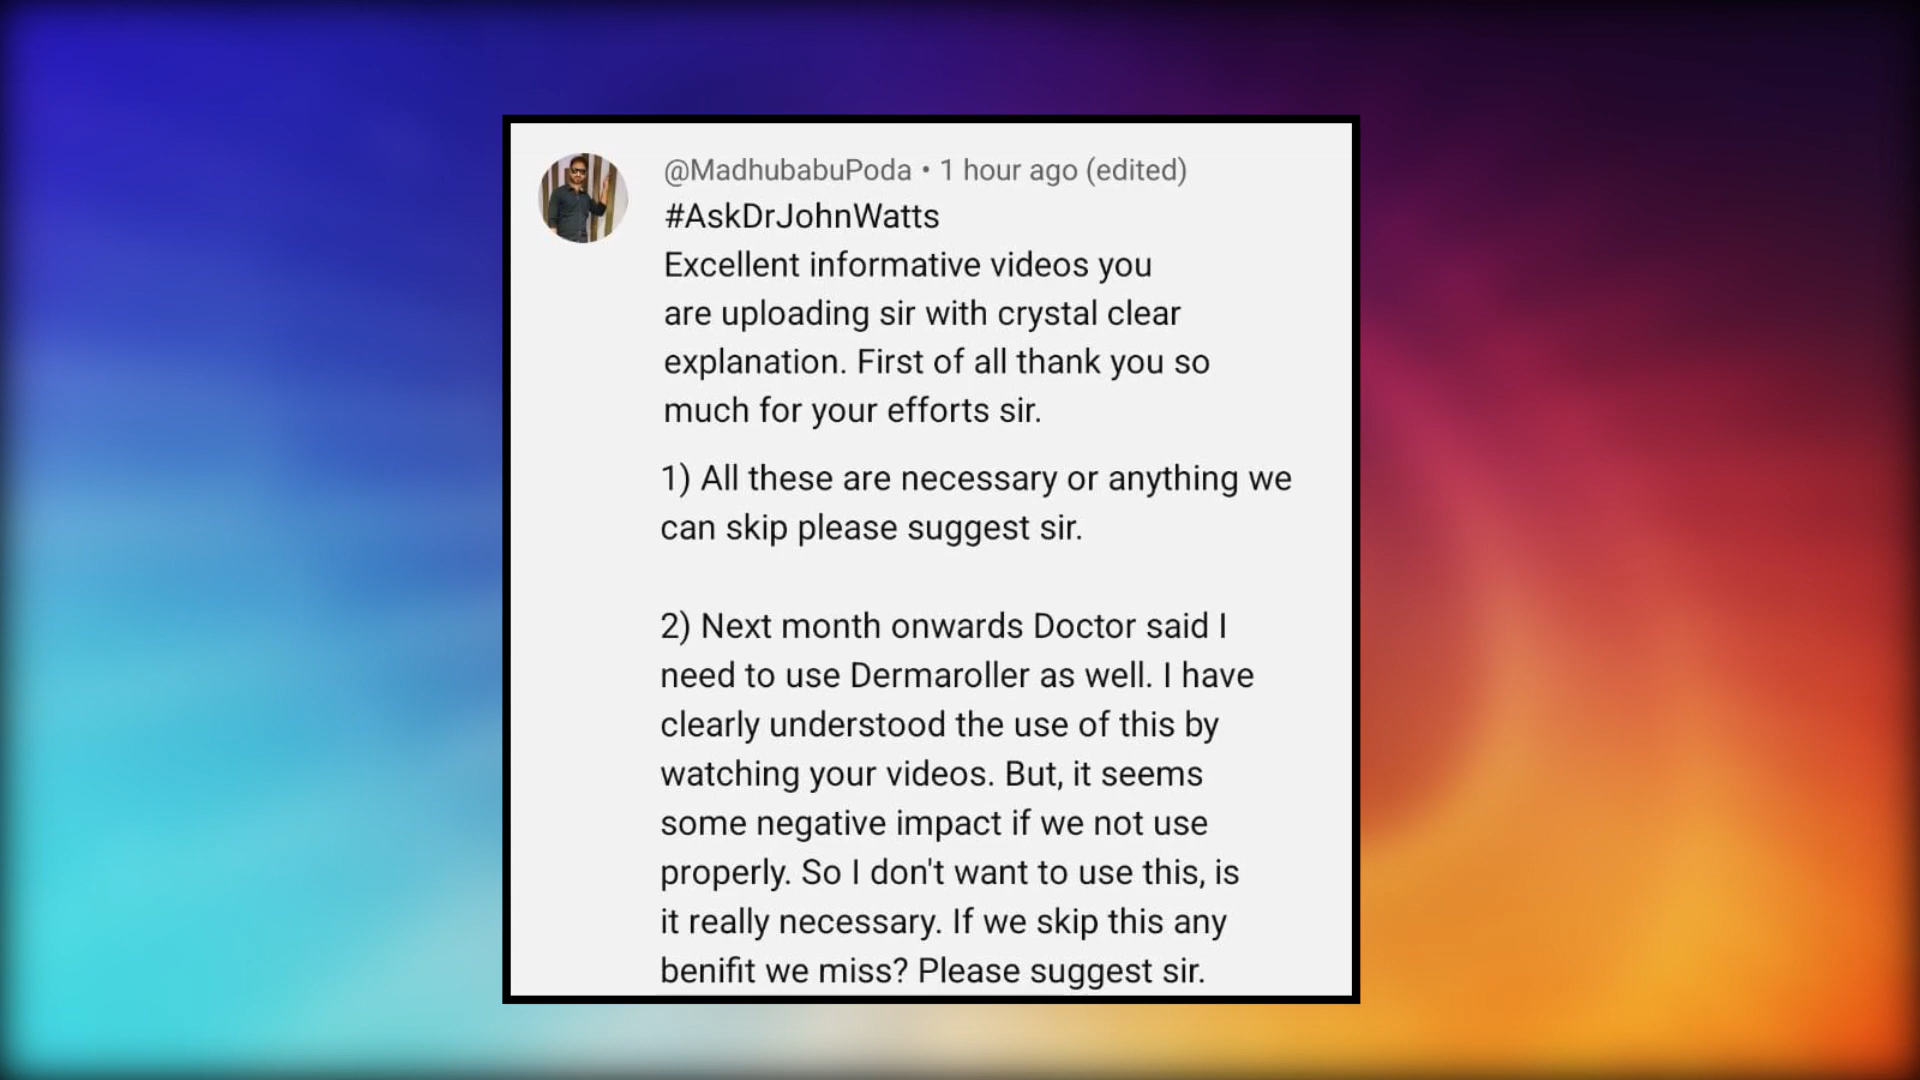 @MadhubabuPoda • 1 hour ago (edited)
#AskDrJohnWatts
Excellent informative videos you
are uploading sir with crystal clear
explanation. First of all thank you so
much for your efforts sir.
1) All these are necessary or anything we
can skip please suggest sir.
2) Next month onwards Doctor said I
need to use Dermaroller as well. I have
clearly understood the use of this by
watching your videos. But, it seems
some negative impact if we not use
properly. So I don't want to use this, is
it really necessary. If we skip this any
benifit we miss? Please suggest sir.